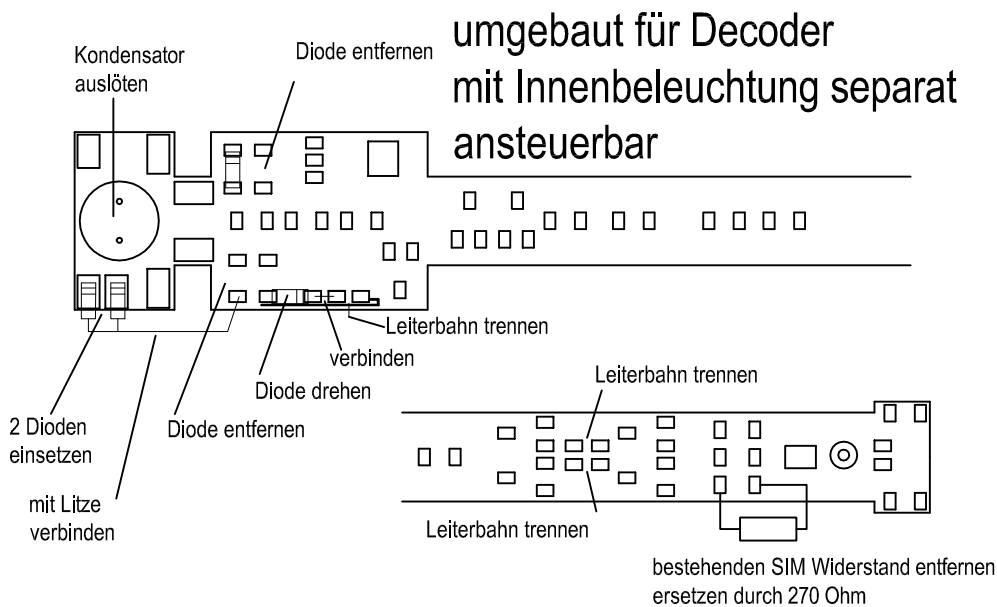 umgebaut für Decoder
mit Innenbeleuchtung separat
ansteuerbar
Kondensator
auslöten
Diode entfernen
Leiterbahn trennen
verbinden
Diode drehen
Diode entfernen
2 Dioden
einsetzen
mit Litze
verbinden
Leiterbahn trennen
Leiterbahn trennen
bestehenden SIM Widerstand entfernen
ersetzen durch 270 Ohm